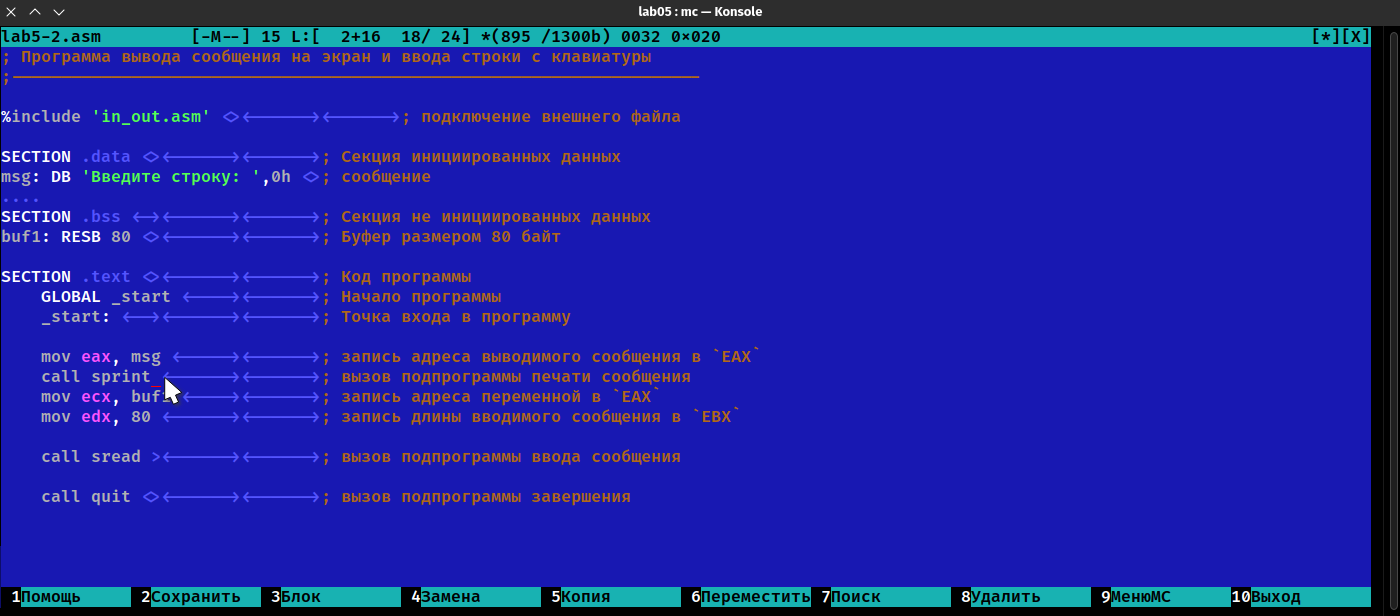 lab05 : mc — Konsole
lab5-2.asm [-M--] 15 L:[ 2+16 18/ 24] *(895 /1300b) 0032 0x020 [*][X]
; Программа вывода сообщения на экран и ввода строки с клавиатуры
;
%include 'in_out.asm' ; подключение внешнего файла
SECTION .data ; Секция инициированных данных
msg: DB 'Введите строку: ',0h ; сообщение
....
SECTION .bss ; Секция не инициированных данных
buf1: RESB 80 ; Буфер размером 80 байт
SECTION .text ; Код программы
GLOBAL _start ; Начало программы
_start: ; Точка входа в программу
mov eax, msg ; запись адреса выводимого сообщения в `EAX`
call sprint ; вызов подпрограммы печати сообщения
mov ecx, buf1 ; запись адреса переменной в `EAX`
mov edx, 80 ; запись длины вводимого сообщения в `EBX`
call sread ; вызов подпрограммы ввода сообщения
call quit ; вызов подпрограммы завершения
1Помощь 2Сохранить 3Блок 4Замена 5Копия 6Переместить 7Поиск 8Удалить 9МенюMC 10Выход